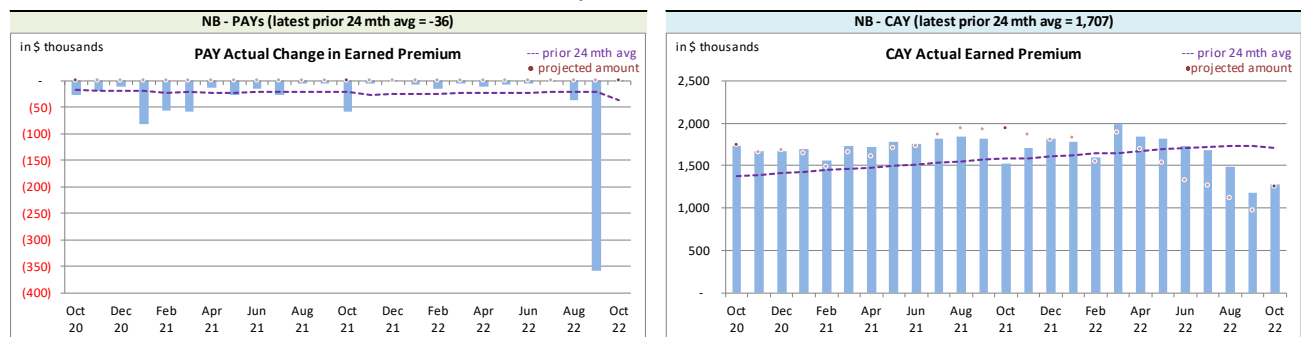 NB - PAYs (latest prior 24 mth avg = -36)
in $ thousands
PAY Actual Change in Earned Premium
--- prior 24 mth avg
• projected amount
-
(50)
(100)
(150)
(200)
(250)
(300)
(350)
(400)
Oct Dec Feb Apr Jun Aug Oct Dec Feb Apr Jun Aug Oct
20 20 21 21 21 21 21 21 22 22 22 22 22
NB - CAY (latest prior 24 mth avg = 1,707)
in $ thousands
CAY Actual Earned Premium
--- prior 24 mth avg
• projected amount
2,500
2,000
1,500
1,000
500
-
Oct Dec Feb Apr Jun Aug Oct Dec Feb Apr Jun Aug Oct
20 20 21 21 21 21 21 21 22 22 22 22 22